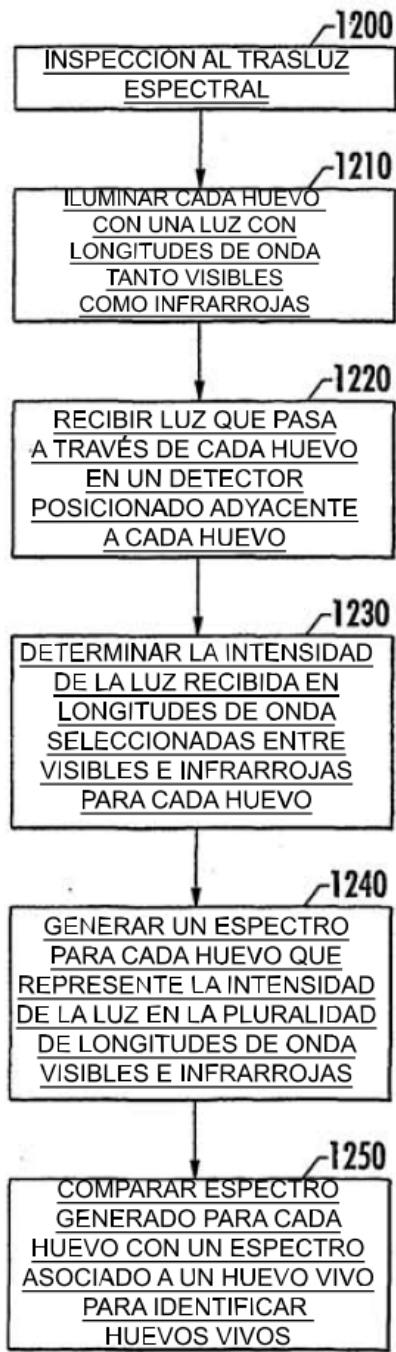 1200
INSPECCIÓN AL TRASLUZ
ESPECTRAL
1210
ILUMINAR CADA HUEVO
CON UNA LUZ CON
LONGITUDES DE ONDA
TANTO VISIBLES
COMO INFRARROJAS
1220
RECIBIR LUZ QUE PASA
A TRAVÉS DE CADA HUEVO
EN UN DETECTOR
POSICIONADO ADYACENTE
A CADA HUEVO
1230
DETERMINAR LA INTENSIDAD
DE LA LUZ RECIBIDA EN
LONGITUDES DE ONDA
SELECCIONADAS ENTRE
VISIBLES E INFRARROJAS
PARA CADA HUEVO
1240
GENERAR UN ESPECTRO
PARA CADA HUEVO QUE
REPRESENTE LA INTENSIDAD
DE LA LUZ EN LA PLURALIDAD
DE LONGITUDES DE ONDA
VISIBLES E INFRARROJAS
1250
COMPARAR ESPECTRO
GENERADO PARA CADA
HUEVO CON UN ESPECTRO
ASOCIADO A UN HUEVO VIVO
PARA IDENTIFICAR
HUEVOS VIVOS